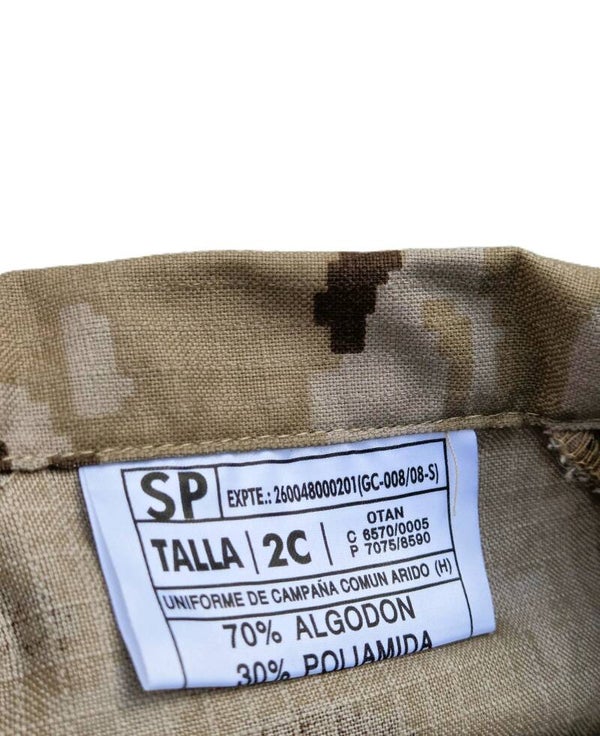 SP EXPTE.: 260048000201(GC-008/08-S)
TALLA 2C
OTAN
C 6570/0005
P 7075/8590
UNIFORME DE CAMPAÑA COMUN ARIDO (H)
70% ALGODON
30% POLIAMIDA